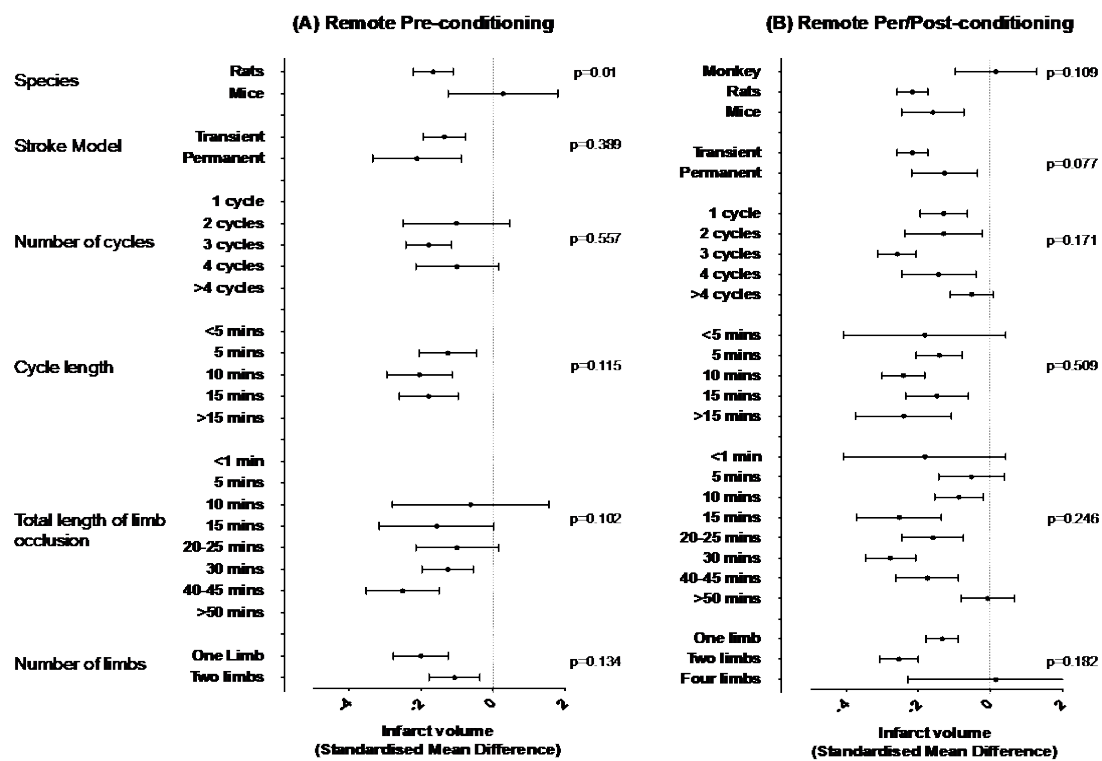 (A) Remote Pre-conditioning
Species
Rats
Mice
p=0.01
Stroke Model
Transient
Permanent
p=0.389
Number of cycles
1 cycle
2 cycles
3 cycles
4 cycles
>4 cycles
p=0.557
Cycle length
<5 mins
5 mins
10 mins
15 mins
>15 mins
p=0.115
Total length of limb
occlusion
<1 min
5 mins
10 mins
15 mins
20-25 mins
30 mins
40-45 mins
>50 mins
p=0.102
Number of limbs
One Limb
Two limbs
p=0.134
-4 -2 0 2
Infarct volume
(Standardised Mean Difference)
(B) Remote Per/Post-conditioning
Monkey
Rats
Mice
p=0.109
Transient
Permanent
p=0.077
1 cycle
2 cycles
3 cycles
4 cycles
>4 cycles
p=0.171
<5 mins
5 mins
10 mins
15 mins
>15 mins
p=0.509
<1 min
5 mins
10 mins
15 mins
20-25 mins
30 mins
40-45 mins
>50 mins
p=0.246
One limb
Two limbs
Four limbs
p=0.182
-4 -2 0 2
Infarct volume
(Standardised Mean Difference)